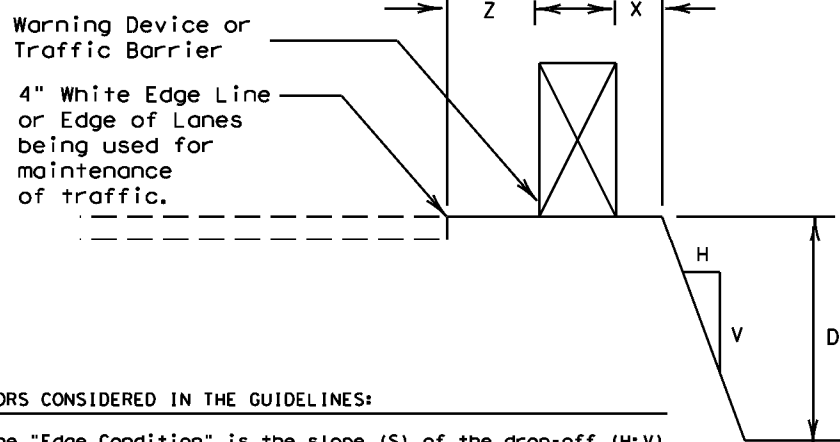 Z
X
Warning Device or
Traffic Barrier
4" White Edge Line
or Edge of Lanes
being used for
maintenance
of traffic.
H
V
D
ORS CONSIDERED IN THE GUIDELINES:
he "Edge Condition" is the slope (S) of the drop-off (H:V)